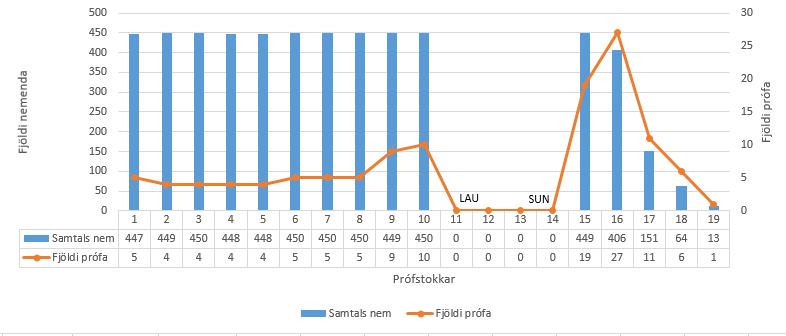 500
450
400
350
300
250
200
150
100
50
0
Fjöldi nemenda
30
25
20
15
10
5
0
Fjöldi prófa
LAU SUN
1 2 3 4 5 6 7 8 9 10 11 12 13 14 15 16 17 18 19
Samtals nem 447 449 450 448 448 450 450 450 449 450 0 0 0 0 449 406 151 64 13
Fjöldi prófa 5 4 4 4 4 5 5 5 9 10 0 0 0 0 19 27 11 6 1
Prófstokkar
Samtals nem Fjöldi prófa